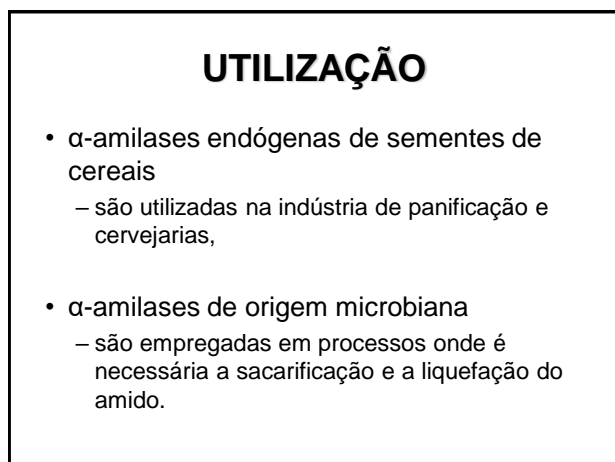 UTILIZAÇÃO
• α-amilases endógenas de sementes de
cereais
– são utilizadas na indústria de panificação e
cervejarias,
• α-amilases de origem microbiana
– são empregadas em processos onde é
necessária a sacarificação e a liquefação do
amido.